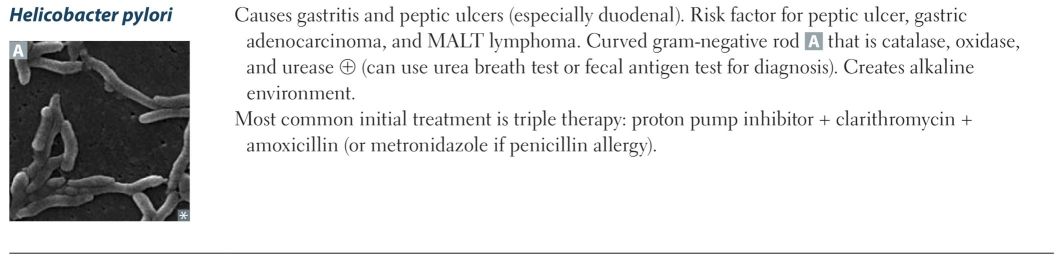 Helicobacter pylori
Causes gastritis and peptic ulcers (especially duodenal). Risk factor for peptic ulcer, gastric
adenocarcinoma, and MALT lymphoma. Curved gram-negative rod A that is catalase, oxidase,
and urease ⊕ (can use urea breath test or fecal antigen test for diagnosis). Creates alkaline
environment.
Most common initial treatment is triple therapy: proton pump inhibitor + clarithromycin +
amoxicillin (or metronidazole if penicillin allergy).
A
*